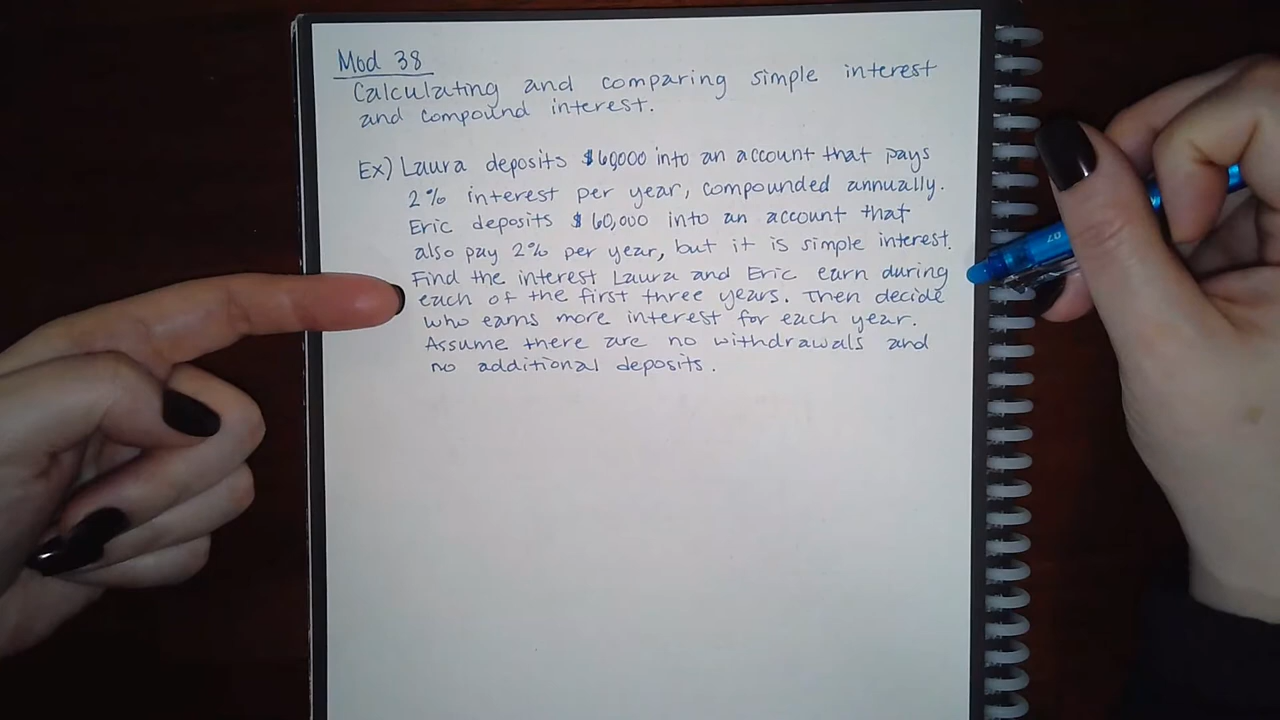 Mod 38
Calculating and comparing simple interest
and compound interest.
Ex) Laura deposits $60,000 into an account that pays
2% interest per year, compounded annually.
Eric deposits $60,000 into an account that
also pay 2% per year, but it is simple interest.
Find the interest Laura and Eric earn during
each of the first three years. Then decide
who earns more interest for each year.
Assume there are no withdrawals and
no additional deposits.
07